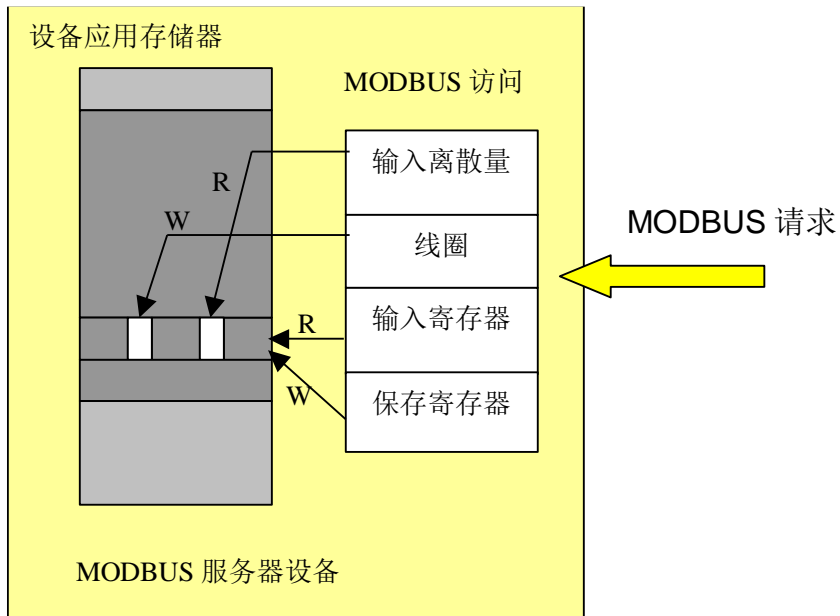 设备应用存储器
MODBUS 访问
输入离散量
R
W
线圈
MODBUS 请求
输入寄存器
R
W
保存寄存器
MODBUS 服务器设备